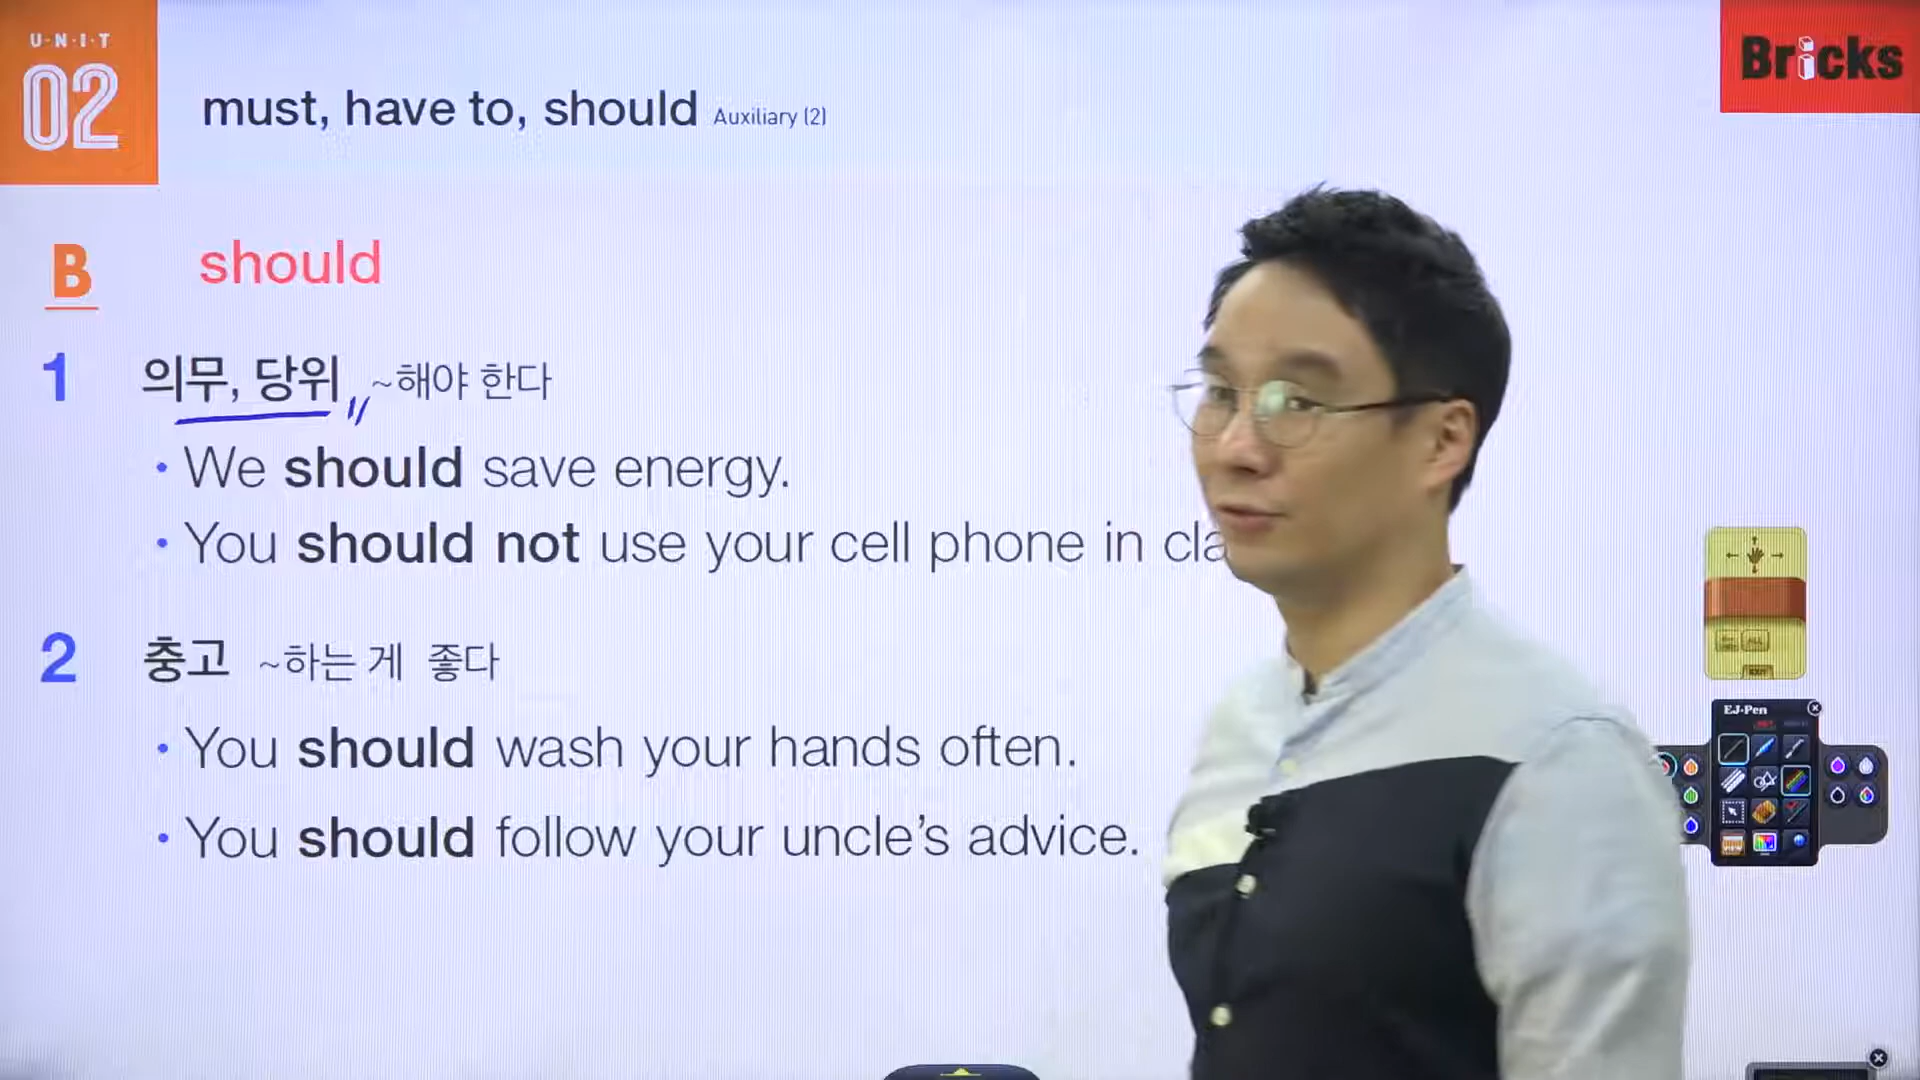 U·N·I·T
02
must, have to, should Auxiliary (2)
Bricks
B should
1 의무, 당위 ~해야 한다
• We should save energy.
• You should not use your cell phone in
2 충고 ~하는 게 좋다
• You should wash your hands often.
• You should follow your uncle's advice.
ALL
EXIT
EJ-Pen